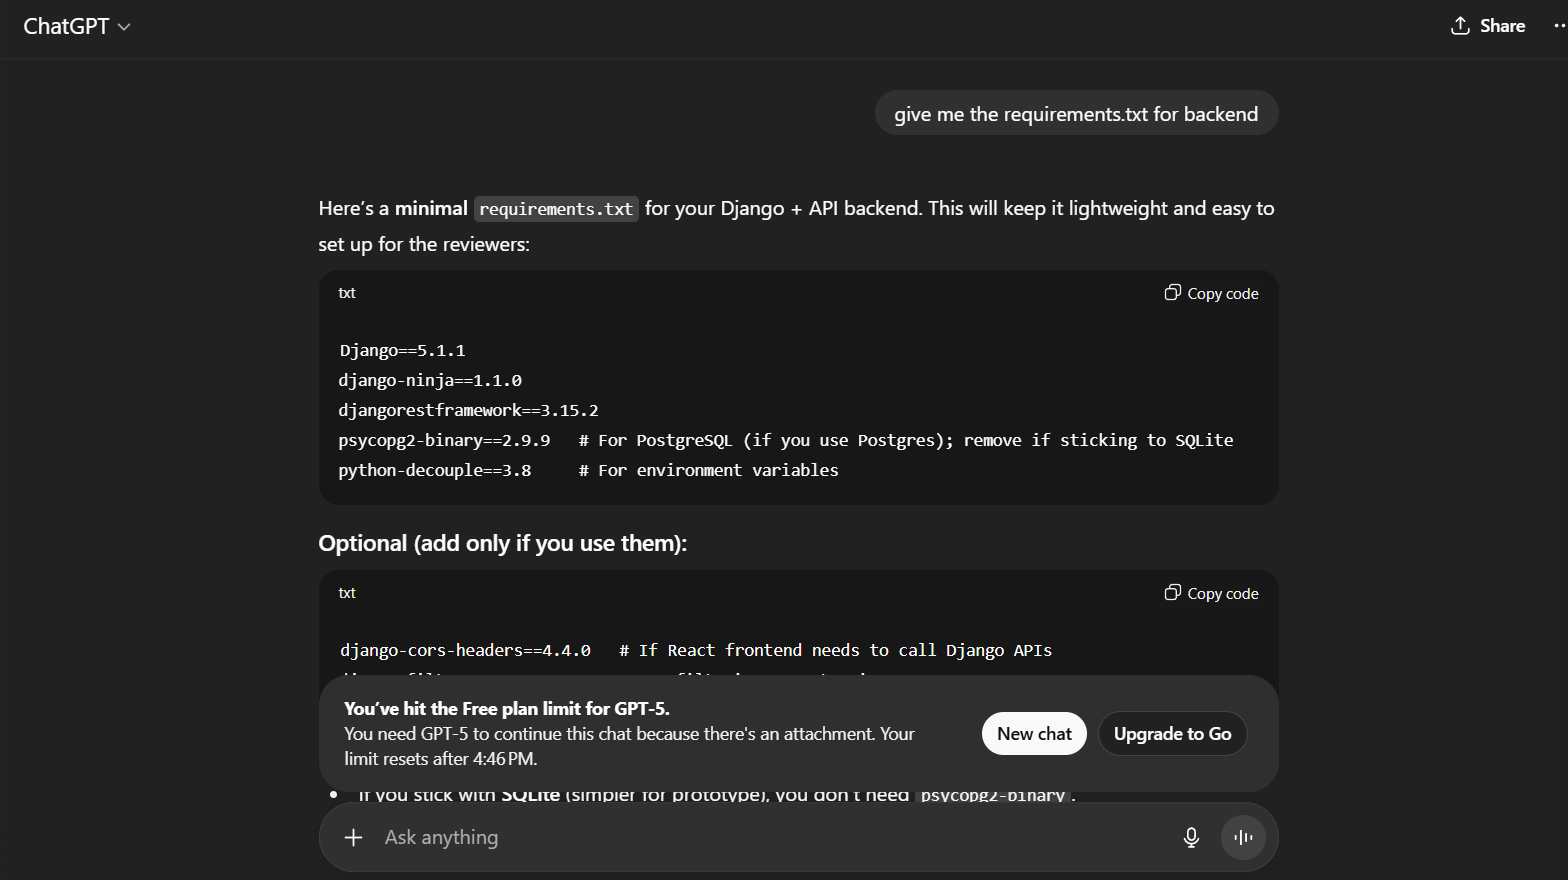 ChatGPT
Share
give me the requirements.txt for backend
Here’s a minimal requirements.txt for your Django + API backend. This will keep it lightweight and easy to
set up for the reviewers:
txt
Copy code
Django==5.1.1
django-ninja==1.1.0
djangorestframework==3.15.2
psycopg2-binary==2.9.9   # For PostgreSQL (if you use Postgres); remove if sticking to SQLite
python-decouple==3.8     # For environment variables
Optional (add only if you use them):
txt
Copy code
django-cors-headers==4.4.0   # If React frontend needs to call Django APIs
You’ve hit the Free plan limit for GPT-5.
You need GPT-5 to continue this chat because there's an attachment. Your
limit resets after 4:46 PM.
New chat
Upgrade to Go
If you stick with SQLite (simpler for prototype), you don't need psycopg2-binary.
Ask anything